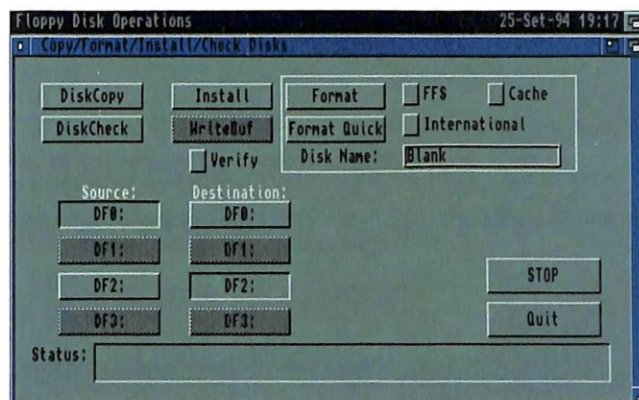 Floppy Disk Operations 25-Set-94 19:17
Copy/Format/Install/Check Disks
DiskCopy Install Format FFS Cache
DiskCheck WriteBuf Format Quick International
Verify Disk Name: Blank
Source: Destination:
DF0: DF0:
DF1: DF1:
DF2: DF2:
STOP
DF3: DF3:
Quit
Status: